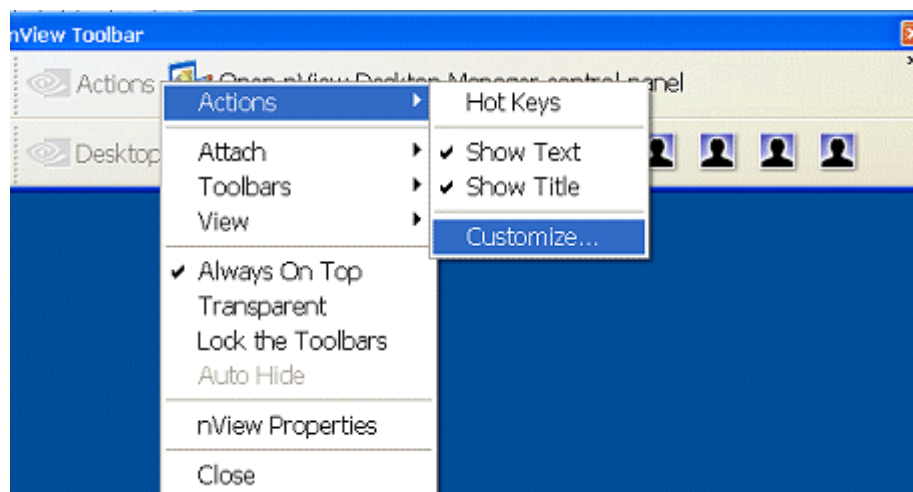 nView Toolbar
Actions Open nView Desktop Manager control panel
Desktop
Actions
Attach
Toolbars
View
Always On Top
Transparent
Lock the Toolbars
Auto Hide
nView Properties
Close
Hot Keys
Show Text
Show Title
Customize...